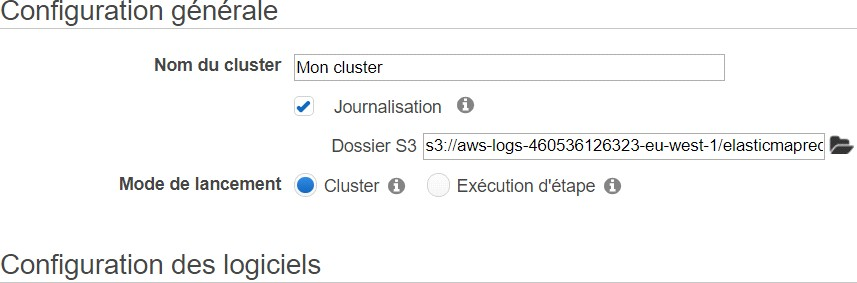 Configuration générale
Nom du cluster Mon cluster
Journalisation
Dossier S3 s3://aws-logs-460536126323-eu-west-1/elasticmaprec
Mode de lancement Cluster Exécution d'étape
Configuration des logiciels